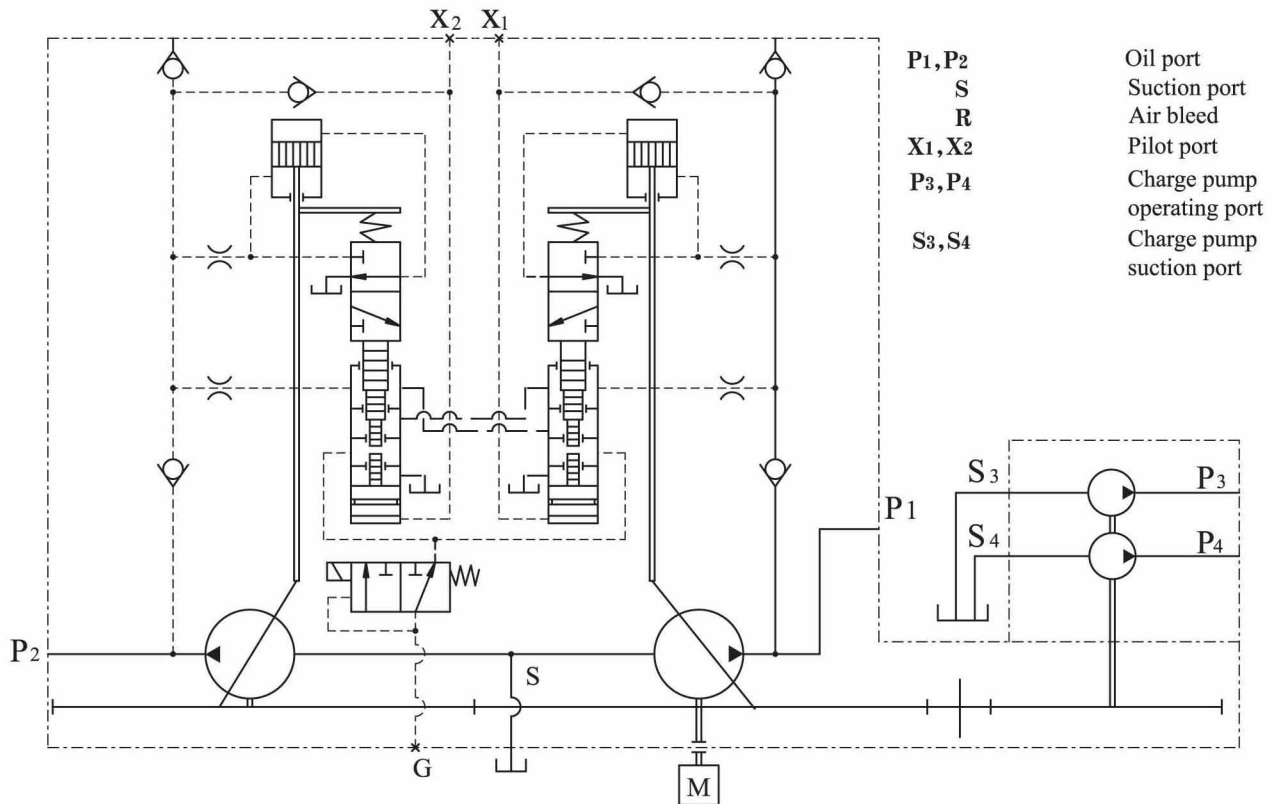 X2 X1
P1,P2 Oil port
S Suction port
R Air bleed
X1,X2 Pilot port
P3,P4 Charge pump
operating port
S3,S4 Charge pump
suction port
S3 P3
P1
S4 P4
P2
S
G
M